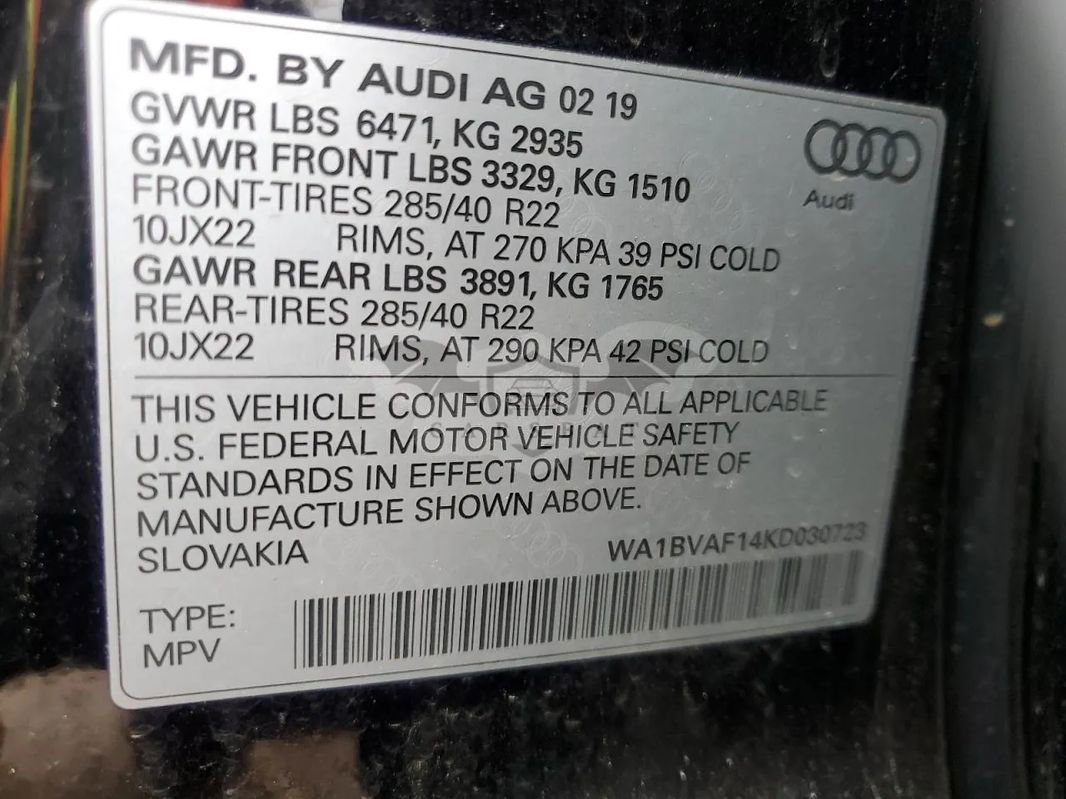 MFD. BY AUDI AG 02 19
GVWR LBS 6471, KG 2935
GAWR FRONT LBS 3329, KG 1510
FRONT-TIRES 285/40 R22
10JX22 RIMS, AT 270 KPA 39 PSI COLD
GAWR REAR LBS 3891, KG 1765
REAR-TIRES 285/40 R22
10JX22 RIMS, AT 290 KPA 42 PSI COLD
Audi
THIS VEHICLE CONFORMS TO ALL APPLICABLE
U.S. FEDERAL MOTOR VEHICLE SAFETY
STANDARDS IN EFFECT ON THE DATE OF
MANUFACTURE SHOWN ABOVE.
SLOVAKIA WA1BVAF14KD030723
TYPE:
MPV